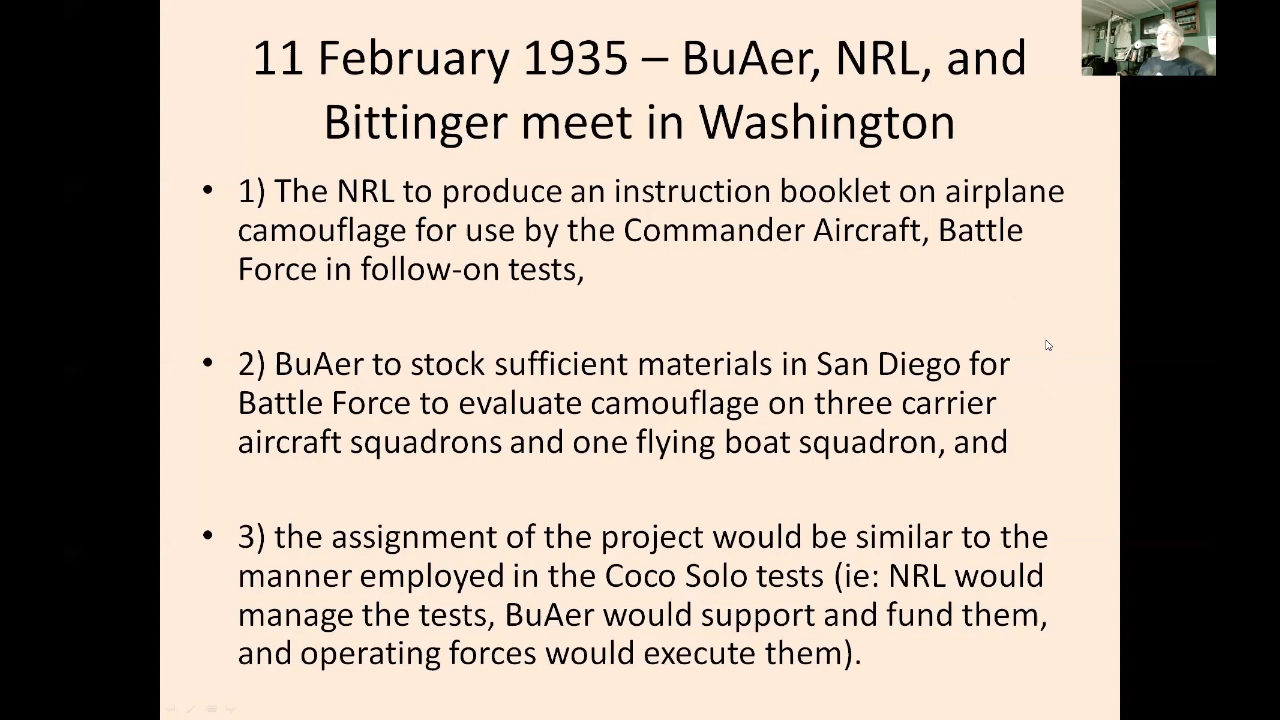 11 February 1935 – BuAer, NRL, and
Bittinger meet in Washington
• 1) The NRL to produce an instruction booklet on airplane
camouflage for use by the Commander Aircraft, Battle
Force in follow-on tests,
• 2) BuAer to stock sufficient materials in San Diego for
Battle Force to evaluate camouflage on three carrier
aircraft squadrons and one flying boat squadron, and
• 3) the assignment of the project would be similar to the
manner employed in the Coco Solo tests (ie: NRL would
manage the tests, BuAer would support and fund them,
and operating forces would execute them).